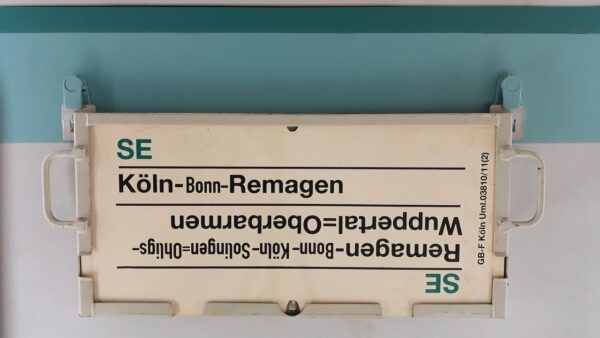 SE
Köln-Bonn-Remagen
SE
Remagen-Bonn-Köln-Solingen=Ohligs-
Wuppertal=Oberbarmen
GB-F Köln Uml.03810/11(2)